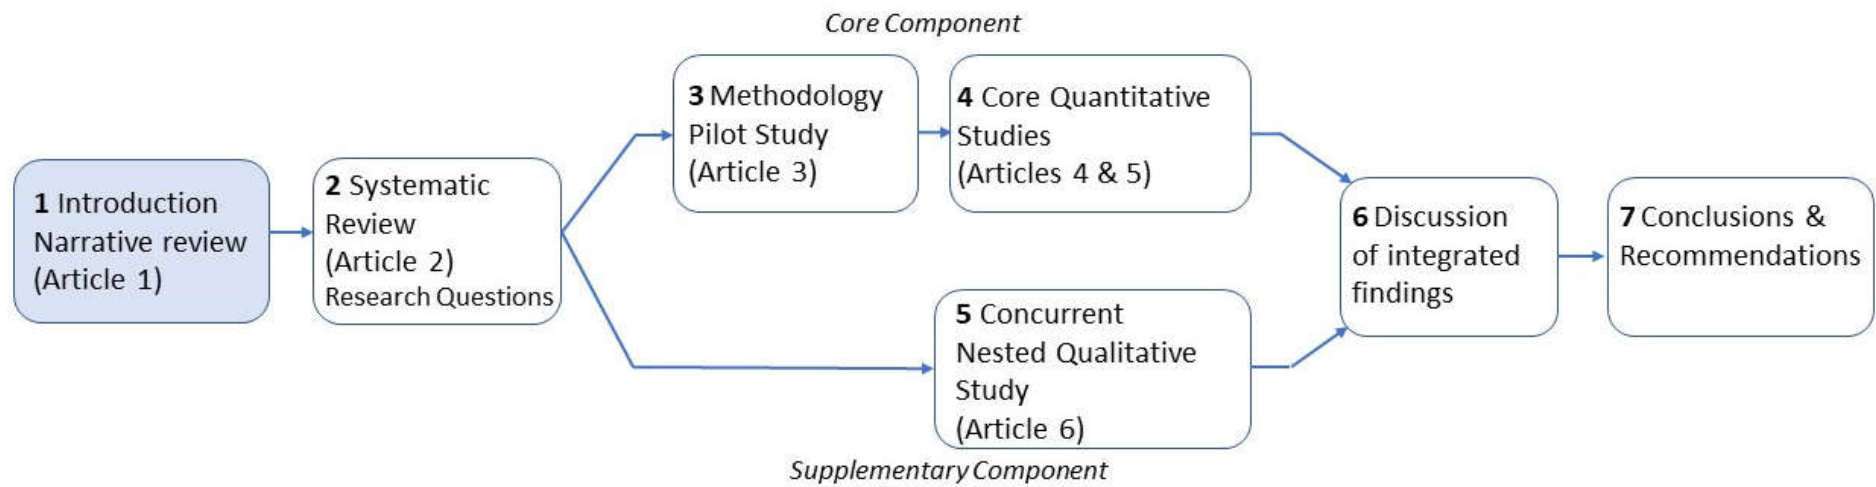 Core Component
1 Introduction
Narrative review
(Article 1)
2 Systematic
Review
(Article 2)
Research Questions
3 Methodology
Pilot Study
(Article 3)
4 Core Quantitative
Studies
(Articles 4 & 5)
5 Concurrent
Nested Qualitative
Study
(Article 6)
6 Discussion
of integrated
findings
7 Conclusions &
Recommendations
Supplementary Component